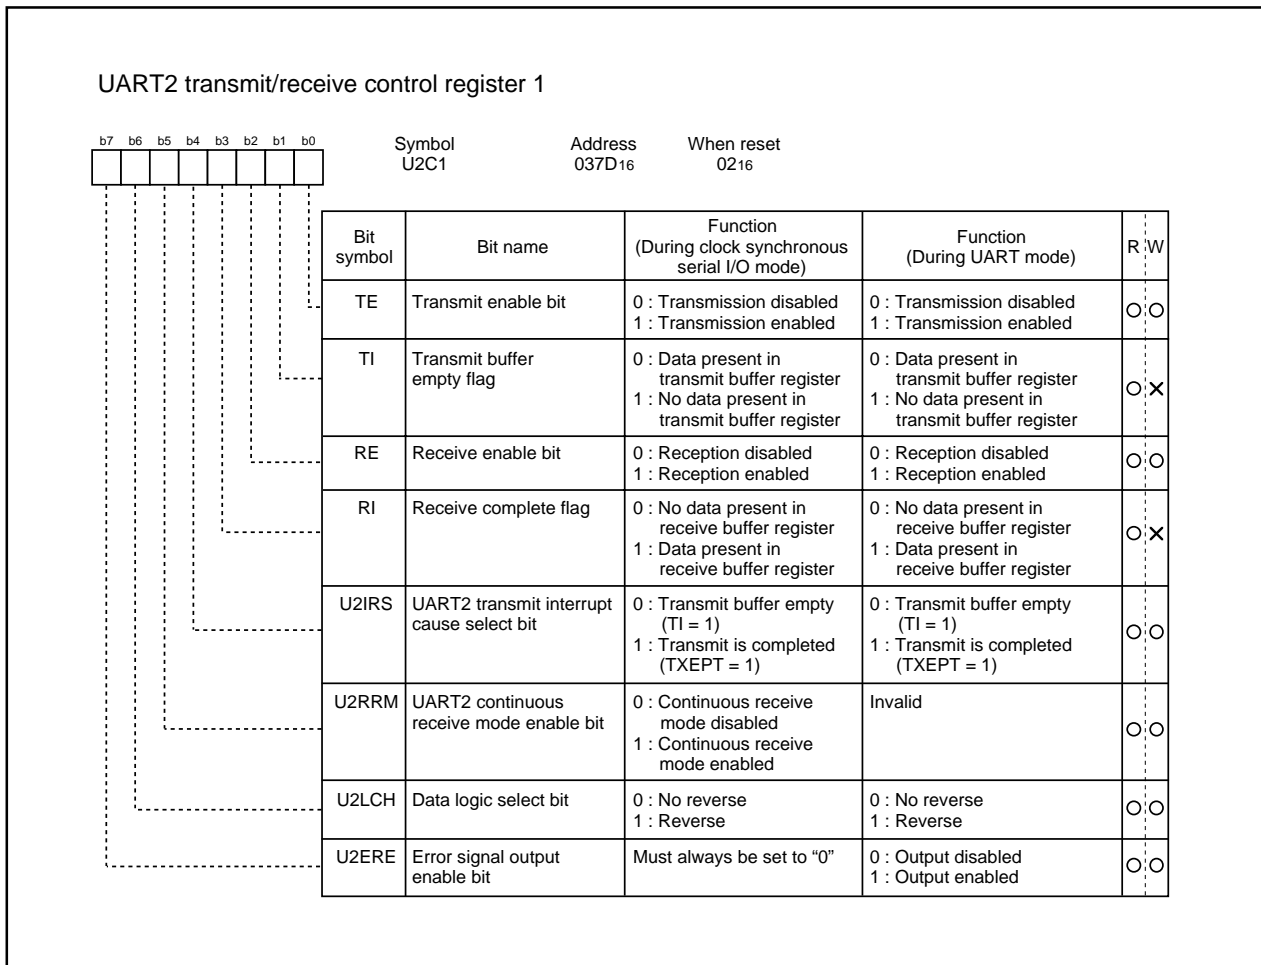 UART2 transmit/receive control register 1
b7 b6 b5 b4 b3 b2 b1 b0
Symbol Address When reset
U2C1 037D16 0216
Bit symbol
Bit name
Function
(During clock synchronous
serial I/O mode)
Function
(During UART mode)
R W
TE
Transmit enable bit
0 : Transmission disabled
1 : Transmission enabled
0 : Transmission disabled
1 : Transmission enabled
TI
Transmit buffer
empty flag
0 : Data present in
transmit buffer register
1 : No data present in
transmit buffer register
0 : Data present in
transmit buffer register
1 : No data present in
transmit buffer register
RE
Receive enable bit
0 : Reception disabled
1 : Reception enabled
0 : Reception disabled
1 : Reception enabled
RI
Receive complete flag
0 : No data present in
receive buffer register
1 : Data present in
receive buffer register
0 : No data present in
receive buffer register
1 : Data present in
receive buffer register
U2IRS
UART2 transmit interrupt
cause select bit
0 : Transmit buffer empty
(TI = 1)
1 : Transmit is completed
(TXEPT = 1)
0 : Transmit buffer empty
(TI = 1)
1 : Transmit is completed
(TXEPT = 1)
U2RRM
UART2 continuous
receive mode enable bit
0 : Continuous receive
mode disabled
1 : Continuous receive
mode enabled
Invalid
U2LCH
Data logic select bit
0 : No reverse
1 : Reverse
0 : No reverse
1 : Reverse
U2ERE
Error signal output
enable bit
Must always be set to “0”
0 : Output disabled
1 : Output enabled